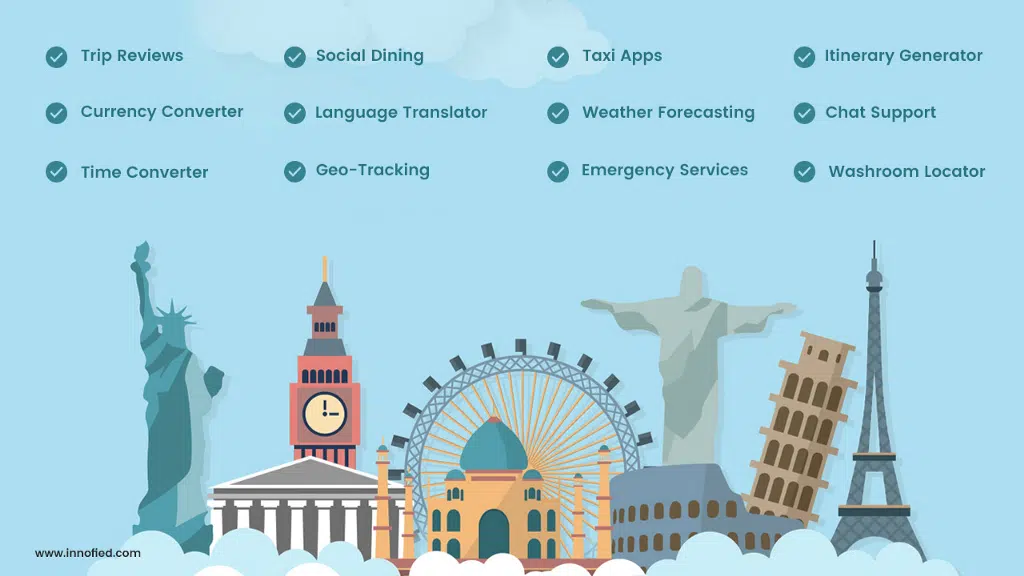 Trip Reviews
Social Dining
Taxi Apps
Itinerary Generator
Currency Converter
Language Translator
Weather Forecasting
Chat Support
Time Converter
Geo-Tracking
Emergency Services
Washroom Locator
www.innofied.com